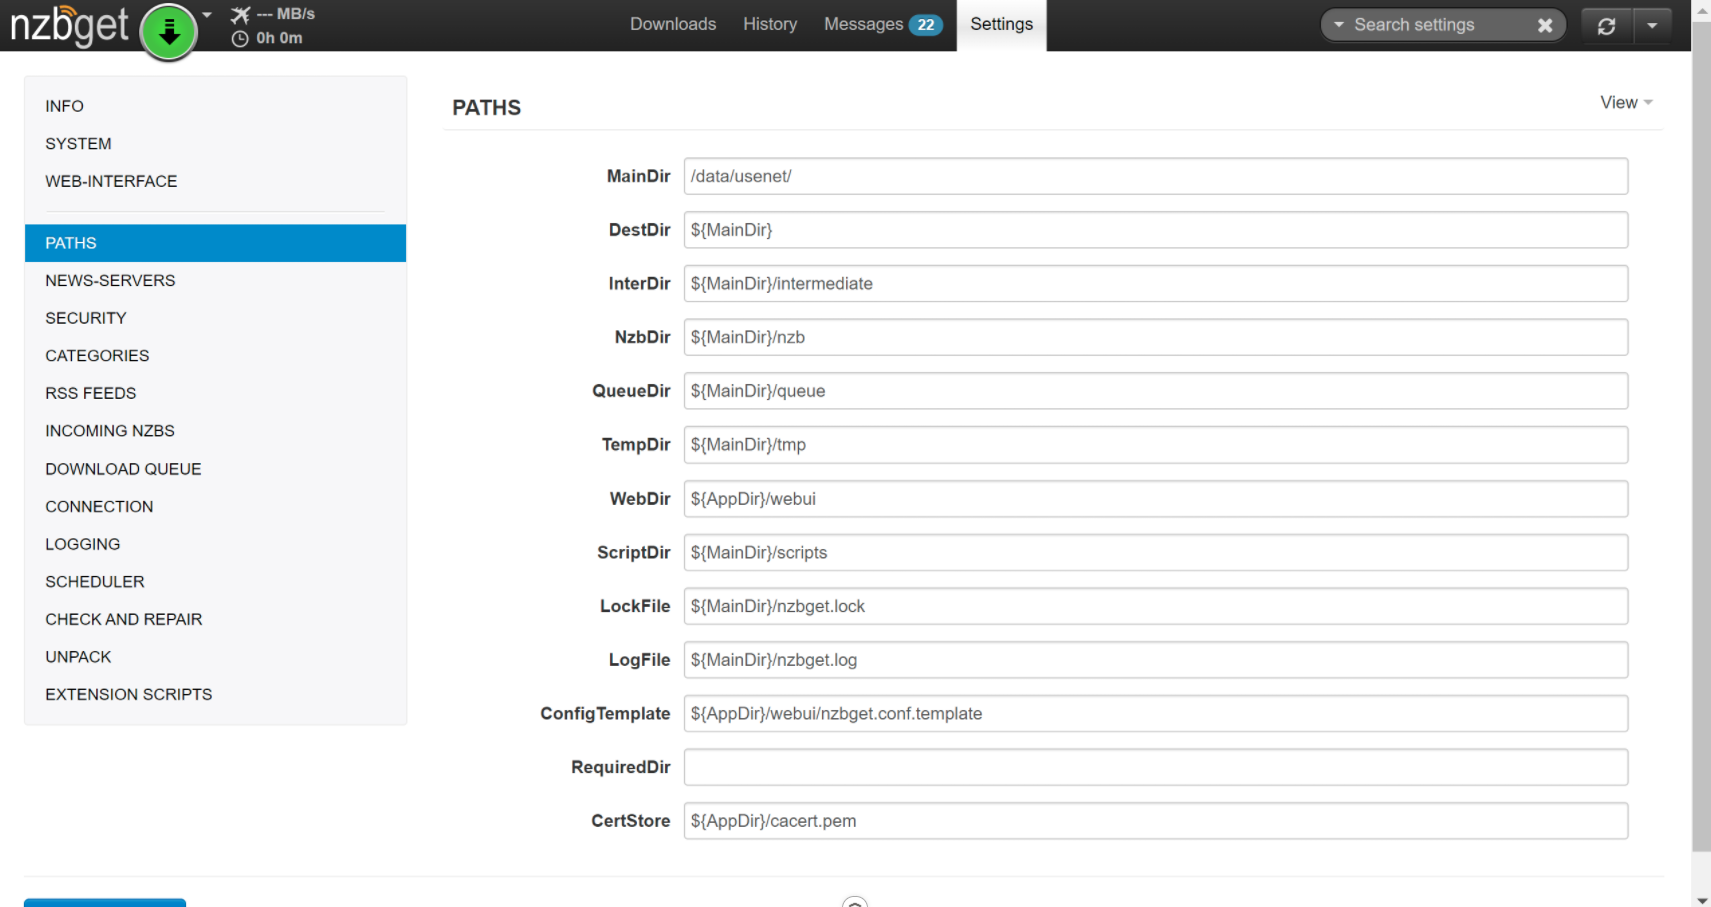 nzbget
--- MB/s
0h 0m
Downloads
History
Messages 22
Settings
Search settings
INFO
SYSTEM
WEB-INTERFACE
PATHS
NEWS-SERVERS
SECURITY
CATEGORIES
RSS FEEDS
INCOMING NZBS
DOWNLOAD QUEUE
CONNECTION
LOGGING
SCHEDULER
CHECK AND REPAIR
UNPACK
EXTENSION SCRIPTS
PATHS
View
MainDir /data/usenet/
DestDir ${MainDir}
InterDir ${MainDir}/intermediate
NzbDir ${MainDir}/nzb
QueueDir ${MainDir}/queue
TempDir ${MainDir}/tmp
WebDir ${AppDir}/webui
ScriptDir ${MainDir}/scripts
LockFile ${MainDir}/nzbget.lock
LogFile ${MainDir}/nzbget.log
ConfigTemplate ${AppDir}/webui/nzbget.conf.template
RequiredDir
CertStore ${AppDir}/cacert.pem